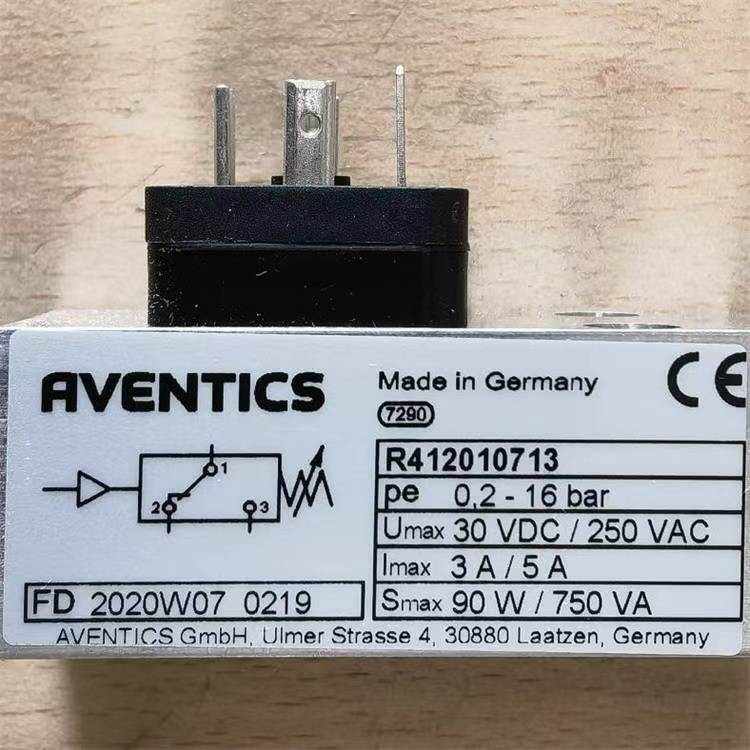 AVENTICS
Made in Germany
CE
7290
R412010713
pe 0,2 - 16 bar
Umax 30 VDC / 250 VAC
Imax 3 A / 5 A
Smax 90 W / 750 VA
1
2
3
FD 2020W07 0219
AVENTICS GmbH, Ulmer Strasse 4, 30880 Laatzen, Germany